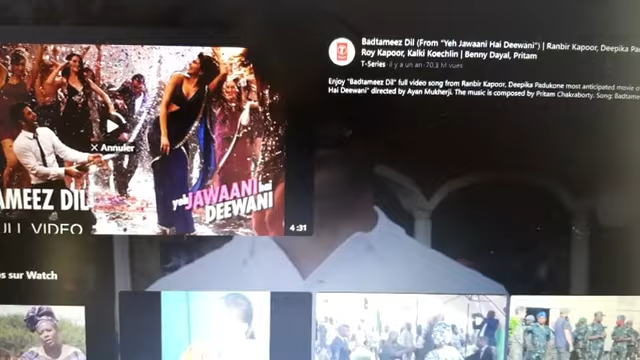 Badtameez Dil (From "Yeh Jawaani Hai Deewani") | Ranbir Kapoor, Deepika Pa
Roy Kapoor, Kalki Koechlin | Benny Dayal, Pritam
T-Series · il y a un an · 70,3 M vues
Enjoy "Badtameez Dil" full video song from Ranbir Kapoor, Deepika Padukone most anticipated movie o
Hai Deewani" directed by Ayan Mukherji. The music is composed by Pritam Chakraborty. Song: Badtame
× Annuler
AMEEZ DIL
ULL VIDEO
yeh JAWAANI hai
DEEWANI
4:31
s sur Watch